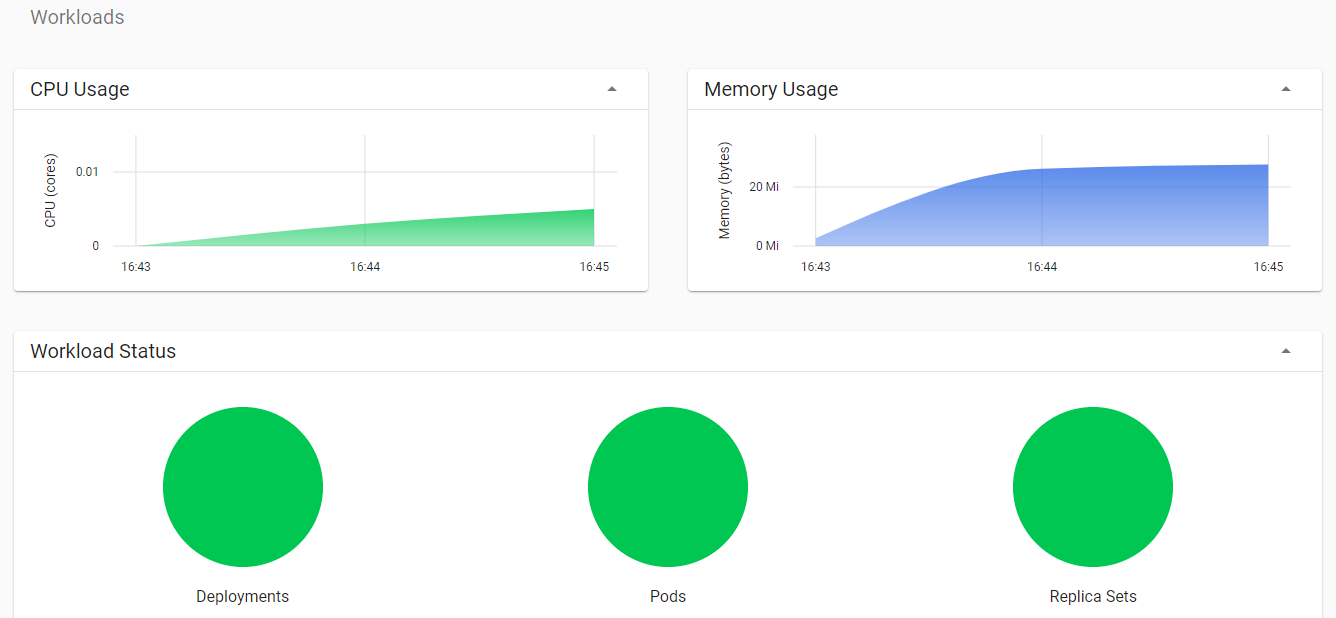 Workloads
CPU Usage
CPU (cores)
0.01
0
16:43
16:44
16:45
Memory Usage
Memory (bytes)
20 Mi
0 Mi
16:43
16:44
16:45
Workload Status
Deployments
Pods
Replica Sets